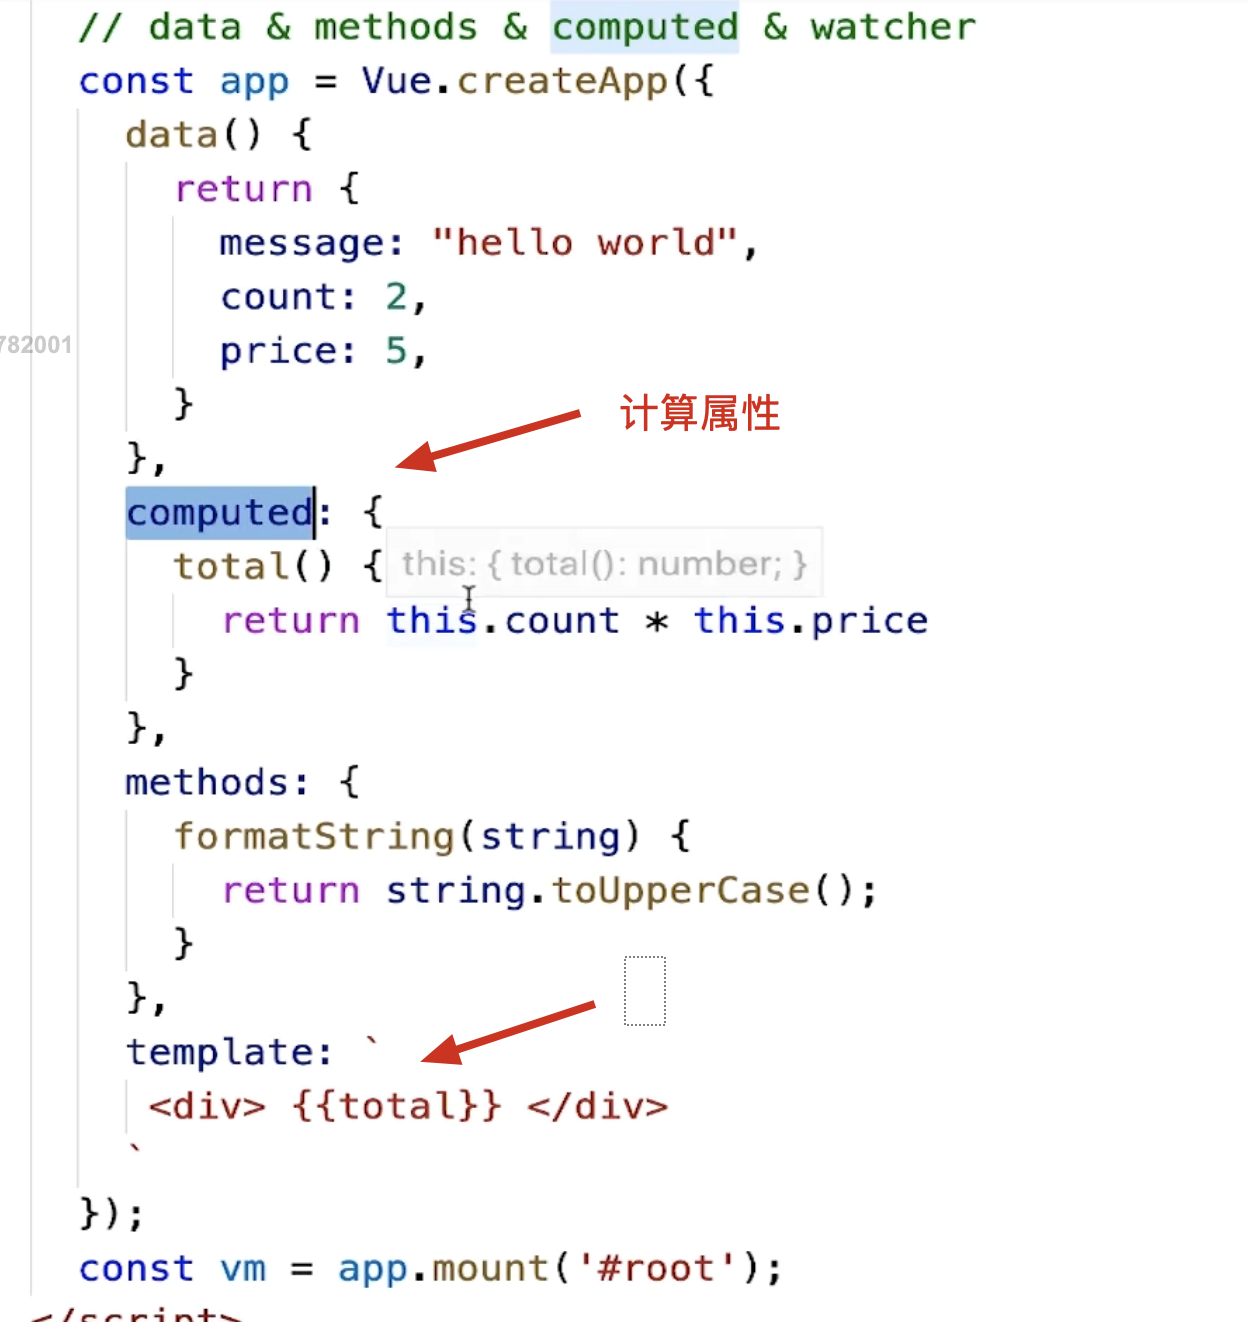 // data & methods & computed & watcher
const app = Vue.createApp({
data() {
return {
message: "hello world",
count: 2,
782001
price: 5,
}
计算属性
},
computed: {
total() { this: { total(): number; }
return this.count * this.price
}
},
methods: {
formatString(string) {
return string.toUpperCase();
}
},
template: `
<div> {{total}} </div>
`
});
const vm = app.mount('#root');
</script>